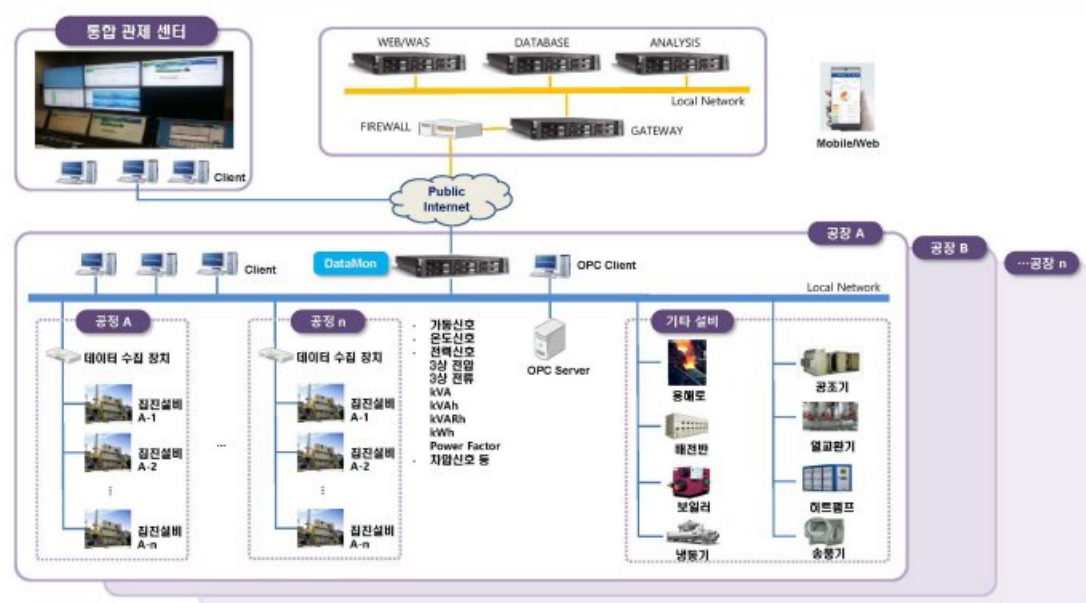 통합 관제 센터
Client
WEB/WAS
DATABASE
ANALYSIS
Local Network
FIREWALL
GATEWAY
Mobile/Web
Public
Internet
공장 A
공장 B
…공장 n
Client
DataMon
OPC Client
Local Network
공정 A
데이터 수집 장치
집진설비
A-1
집진설비
A-2
⋮
집진설비
A-n
...
공정 n
데이터 수집 장치
집진설비
A-1
집진설비
A-2
⋮
집진설비
A-n
· 가동신호
· 온도신호
· 전력신호
3상 전압
3상 전류
kVA
kVAh
kVARh
kWh
Power Factor
· 차압신호 등
OPC Server
기타 설비
용해로
배전반
보일러
냉동기
공조기
열교환기
히트펌프
송풍기